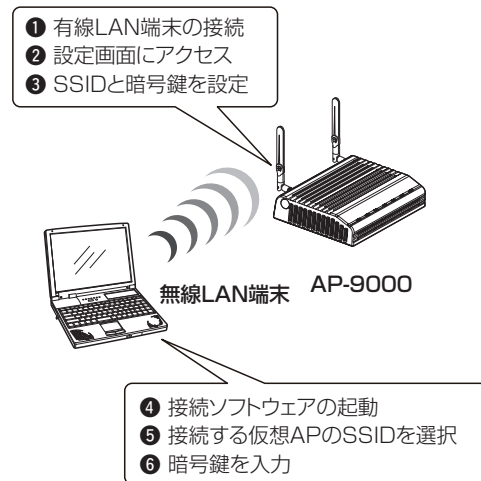 ❶ 有線LAN端末の接続
❷ 設定画面にアクセス
❸ SSIDと暗号鍵を設定
無線LAN端末
AP-9000
❹ 接続ソフトウェアの起動
❺ 接続する仮想APのSSIDを選択
❻ 暗号鍵を入力